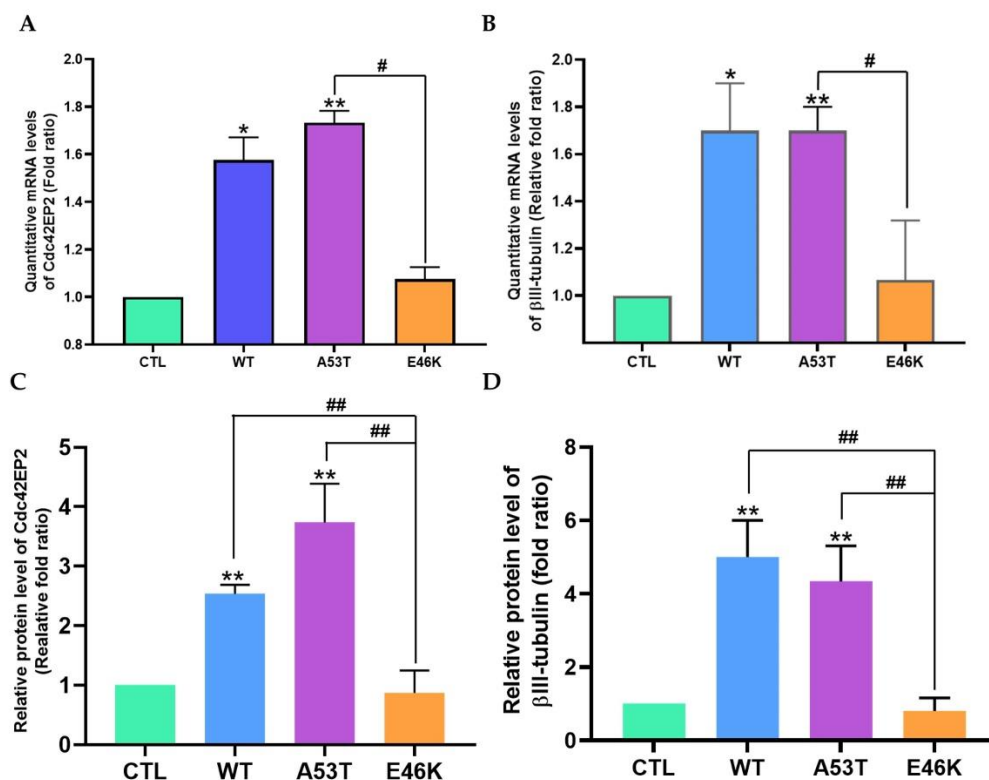 A
Quantitative mRNA levels
of Cdc42EP2 (Fold ratio)
2.0
1.8
1.6
1.4
1.2
1.0
0.8
*
**
#
CTL
WT
A53T
E46K
B
Quantitative mRNA levels
of βIII-tubulin (Relative fold ratio)
2.0
1.8
1.6
1.4
1.2
1.0
*
**
#
CTL
WT
A53T
E46K
C
Relative protein level of Cdc42EP2
(Realative fold ratio)
5
4
3
2
1
0
**
**
##
##
CTL
WT
A53T
E46K
D
Relative protein level of
βIII-tubulin (fold ratio)
8
6
4
2
0
**
**
##
##
CTL
WT
A53T
E46K